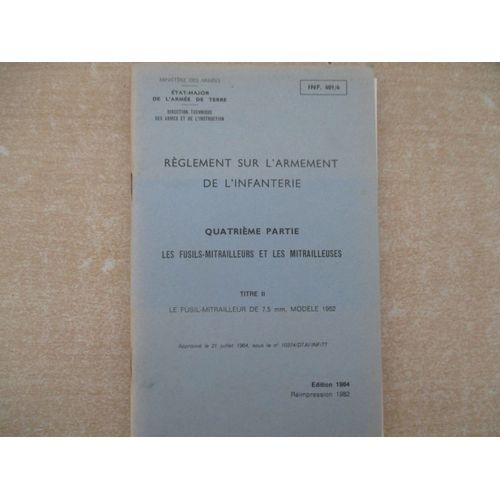 MINISTÈRE DES ARMÉES
ÉTAT-MAJOR
DE L'ARMÉE DE TERRE
DIRECTION TECHNIQUE
DES ARMES ET DE L'INSTRUCTION
INF. 401/4
RÈGLEMENT SUR L'ARMEMENT
DE L'INFANTERIE
QUATRIÈME PARTIE
LES FUSILS-MITRAILLEURS ET LES MITRAILLEUSES
TITRE II
LE FUSIL-MITRAILLEUR DE 7,5 mm, MODÈLE 1952
Approuvé le 21 juillet 1964, sous le n° 10374/DTAI/INF/TT
Edition 1964
Réimpression 1982